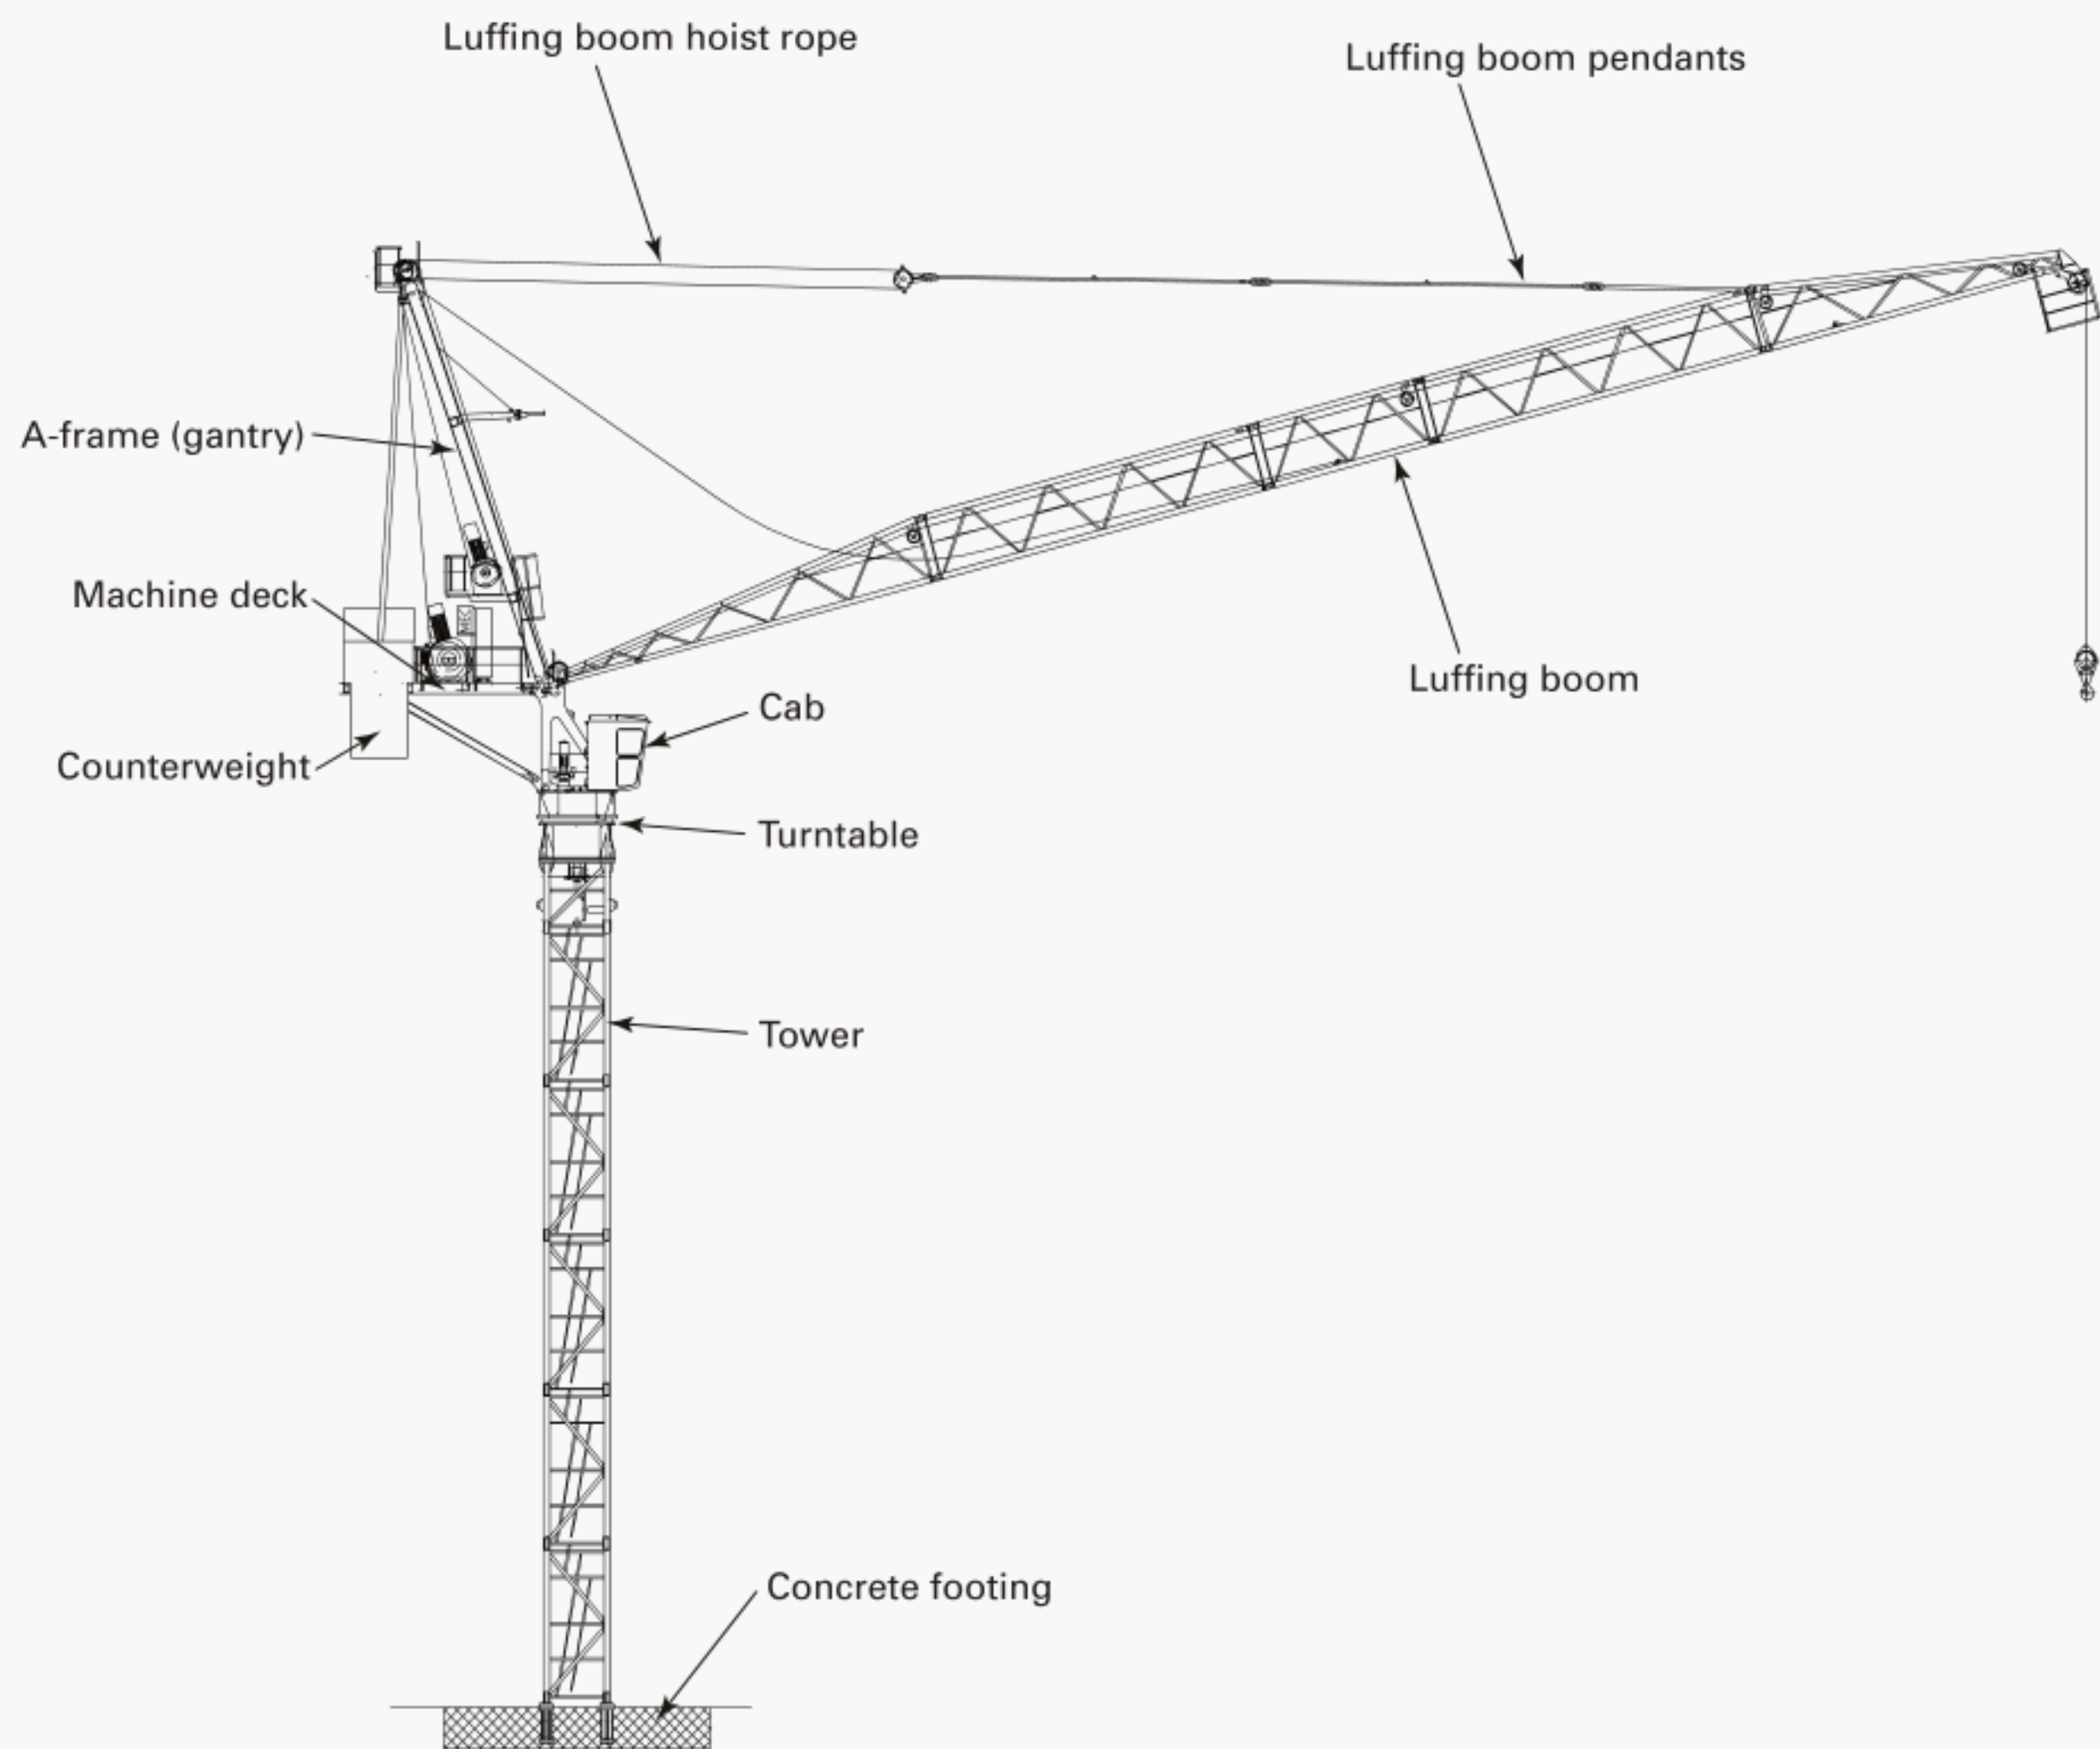 Luffing boom hoist rope
Luffing boom pendants
A-frame (gantry)
Machine deck
Luffing boom
Cab
Counterweight
Turntable
Tower
Concrete footing